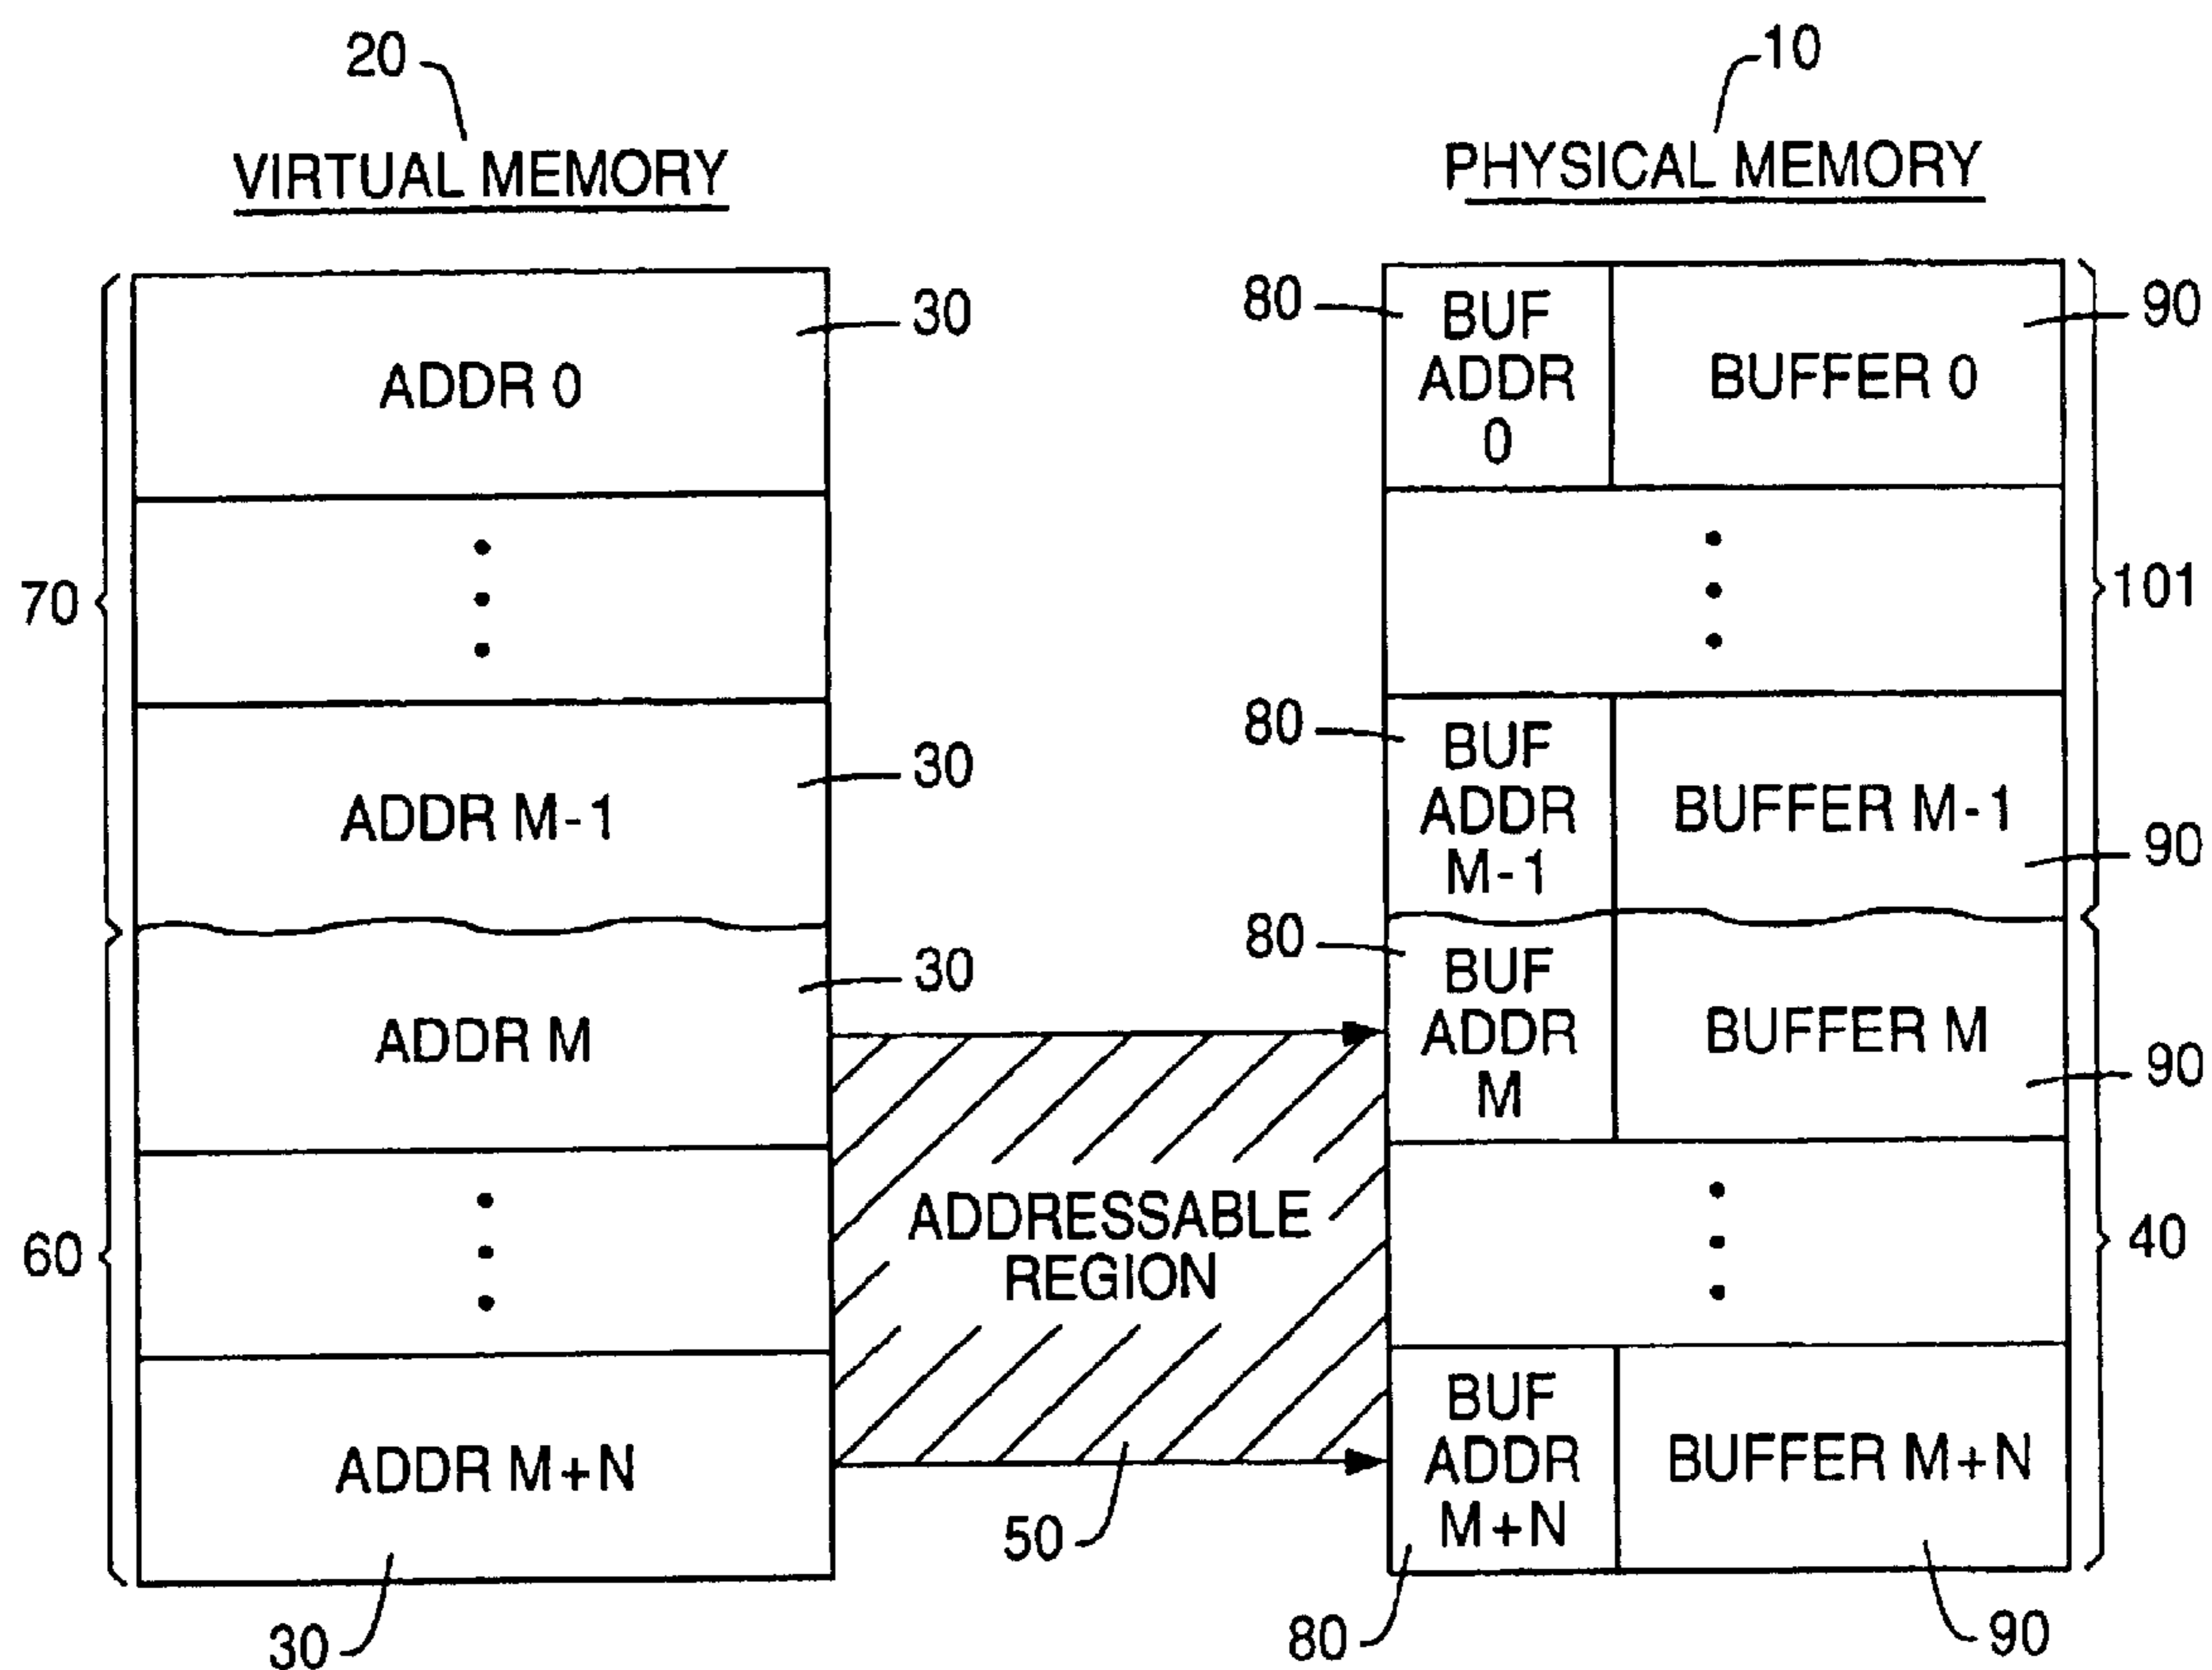 20
10
VIRTUAL MEMORY
PHYSICAL MEMORY
ADDR 0
30
80
BUF
ADDR
0
BUFFER 0
90
70
101
ADDR M-1
30
80
BUF
ADDR
M-1
BUFFER M-1
90
ADDR M
30
80
BUF
ADDR
M
BUFFER M
90
60
ADDRESSABLE
REGION
40
ADDR M+N
30
50
BUF
ADDR
M+N
BUFFER M+N
80
90